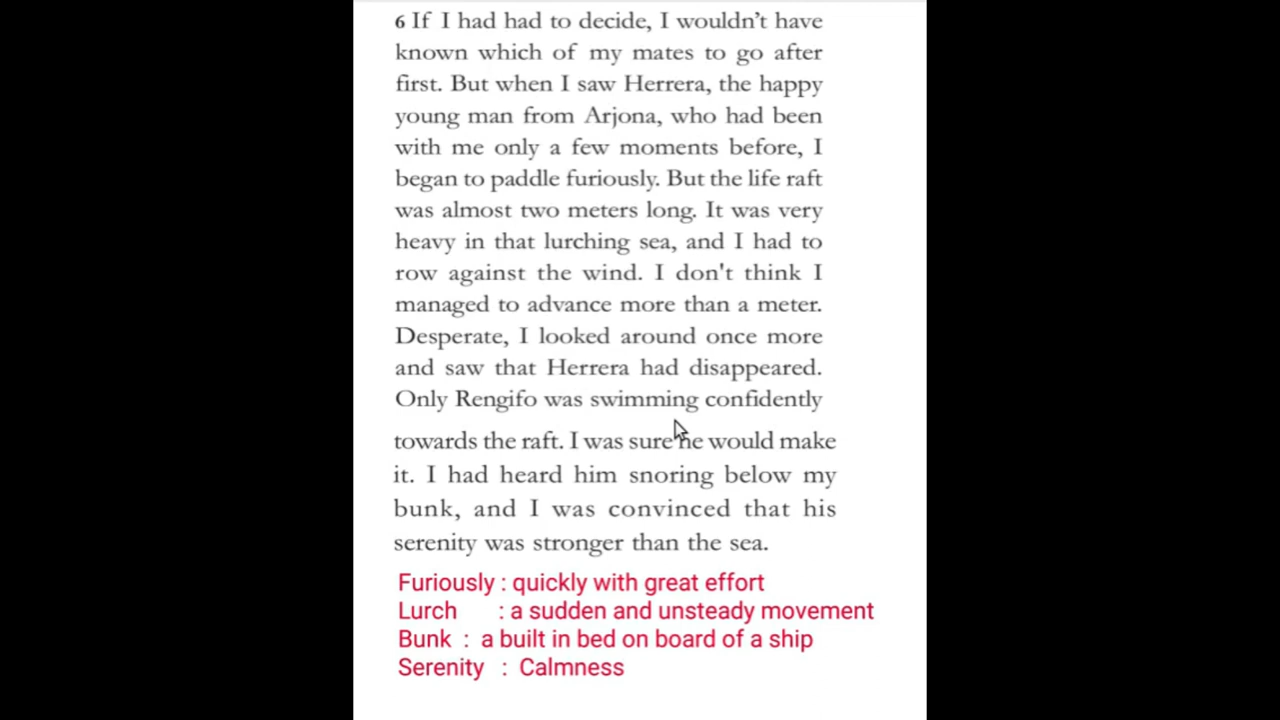 6 If I had had to decide, I wouldn't have
known which of my mates to go after
first. But when I saw Herrera, the happy
young man from Arjona, who had been
with me only a few moments before, I
began to paddle furiously. But the life raft
was almost two meters long. It was very
heavy in that lurching sea, and I had to
row against the wind. I don't think I
managed to advance more than a meter.
Desperate, I looked around once more
and saw that Herrera had disappeared.
Only Rengifo was swimming confidently
towards the raft. I was sure he would make
it. I had heard him snoring below my
bunk, and I was convinced that his
serenity was stronger than the sea.
Furiously : quickly with great effort
Lurch : a sudden and unsteady movement
Bunk : a built in bed on board of a ship
Serenity : Calmness